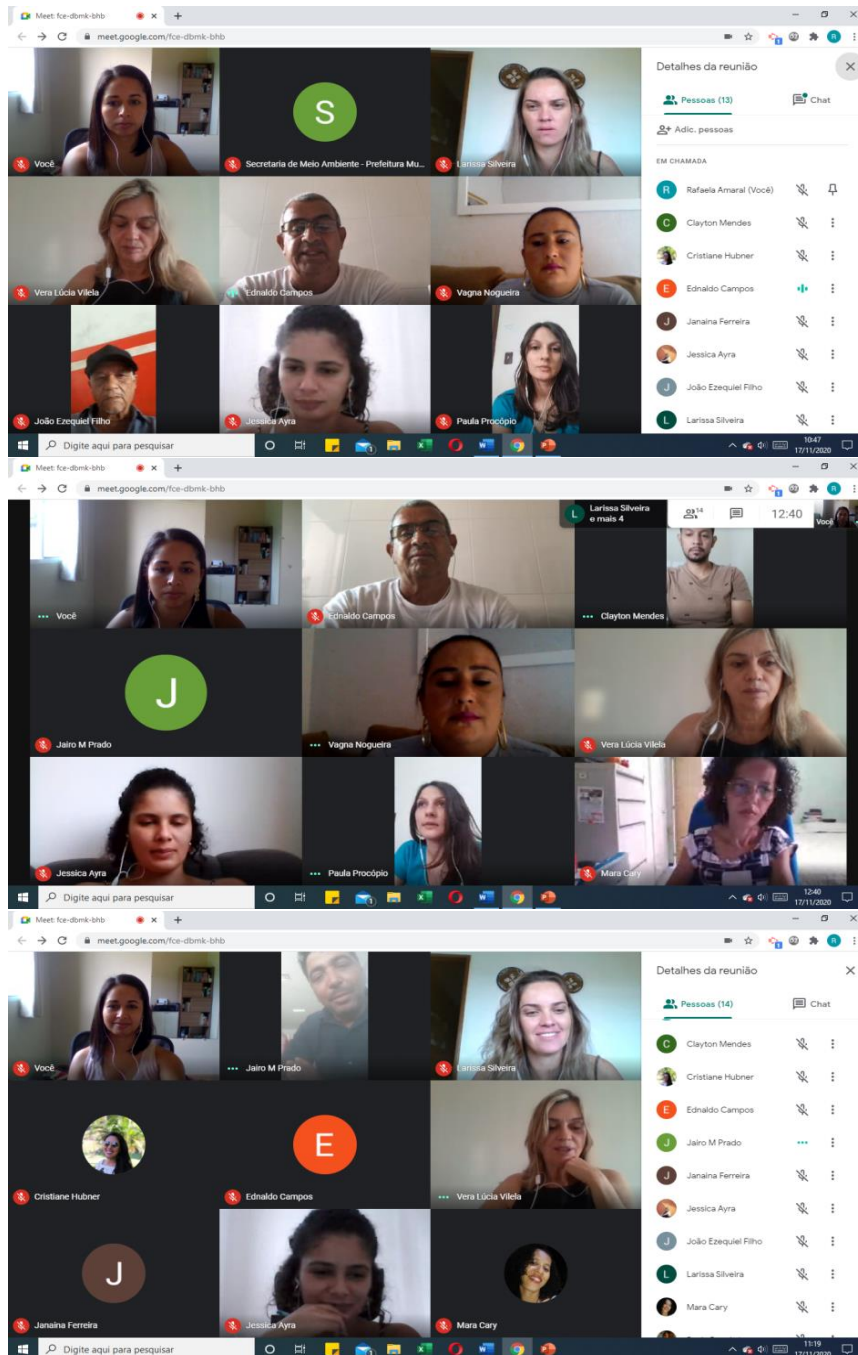 Meet: fce-dbmk-bhb
meet.google.com/fce-dbmk-bhb
1
R
Detalhes da reunião
Pessoas (13)
Chat
Adic. pessoas
EM CHAMADA
R Rafaela Amaral (Você)
C Clayton Mendes
Cristiane Hubner
E Ednaldo Campos
J Janaina Ferreira
Jessica Ayra
J João Ezequiel Filho
L Larissa Silveira
S
Você
Secretaria de Meio Ambiente - Prefeitura Mu...
Larissa Silveira
Vera Lúcia Vilela
Ednaldo Campos
Vagna Nogueira
João Ezequiel Filho
Jessica Ayra
Paula Procópio
Digite aqui para pesquisar
1
10:47
17/11/2020
Meet: fce-dbmk-bhb
meet.google.com/fce-dbmk-bhb
1
R
L Larissa Silveira
e mais 4
14
12:40
Você
Você
Ednaldo Campos
Clayton Mendes
J
Jairo M Prado
Vagna Nogueira
Vera Lúcia Vilela
Jessica Ayra
Paula Procópio
Mara Cary
Digite aqui para pesquisar
1
12:40
17/11/2020
Meet: fce-dbmk-bhb
meet.google.com/fce-dbmk-bhb
1
R
Detalhes da reunião
Pessoas (14)
Chat
C Clayton Mendes
Cristiane Hubner
E Ednaldo Campos
J Jairo M Prado
J Janaina Ferreira
Jessica Ayra
J João Ezequiel Filho
L Larissa Silveira
Mara Cary
Você
Jairo M Prado
Larissa Silveira
E
Cristiane Hubner
Ednaldo Campos
Vera Lúcia Vilela
J
Janaina Ferreira
Jessica Ayra
Mara Cary
Digite aqui para pesquisar
1
11:19
17/11/2020